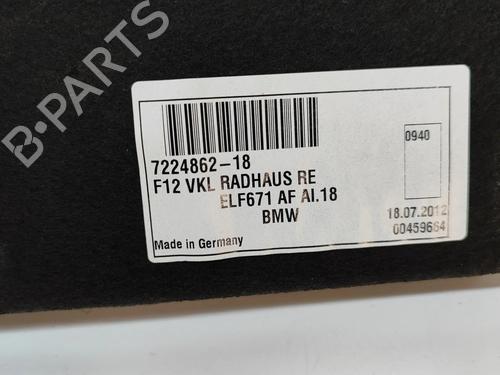 B-PARTS
0940
7224862-18
F12 VKL RADHAUS RE
ELF671 AF AI.18
BMW
18.07.2012
00459664
Made in Germany